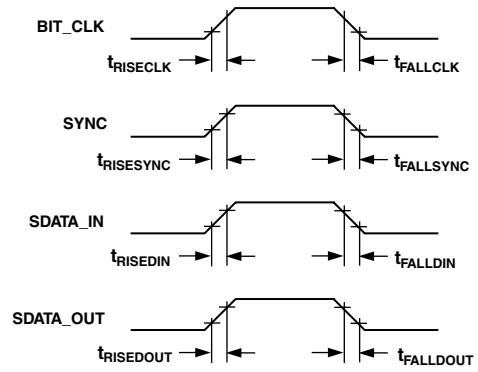 BIT_CLK
tRISECLK
tFALLCLK
SYNC
tRISESYNC
tFALLSYNC
SDATA_IN
tRISEDIN
tFALLDIN
SDATA_OUT
tRISEDOUT
tFALLDOUT